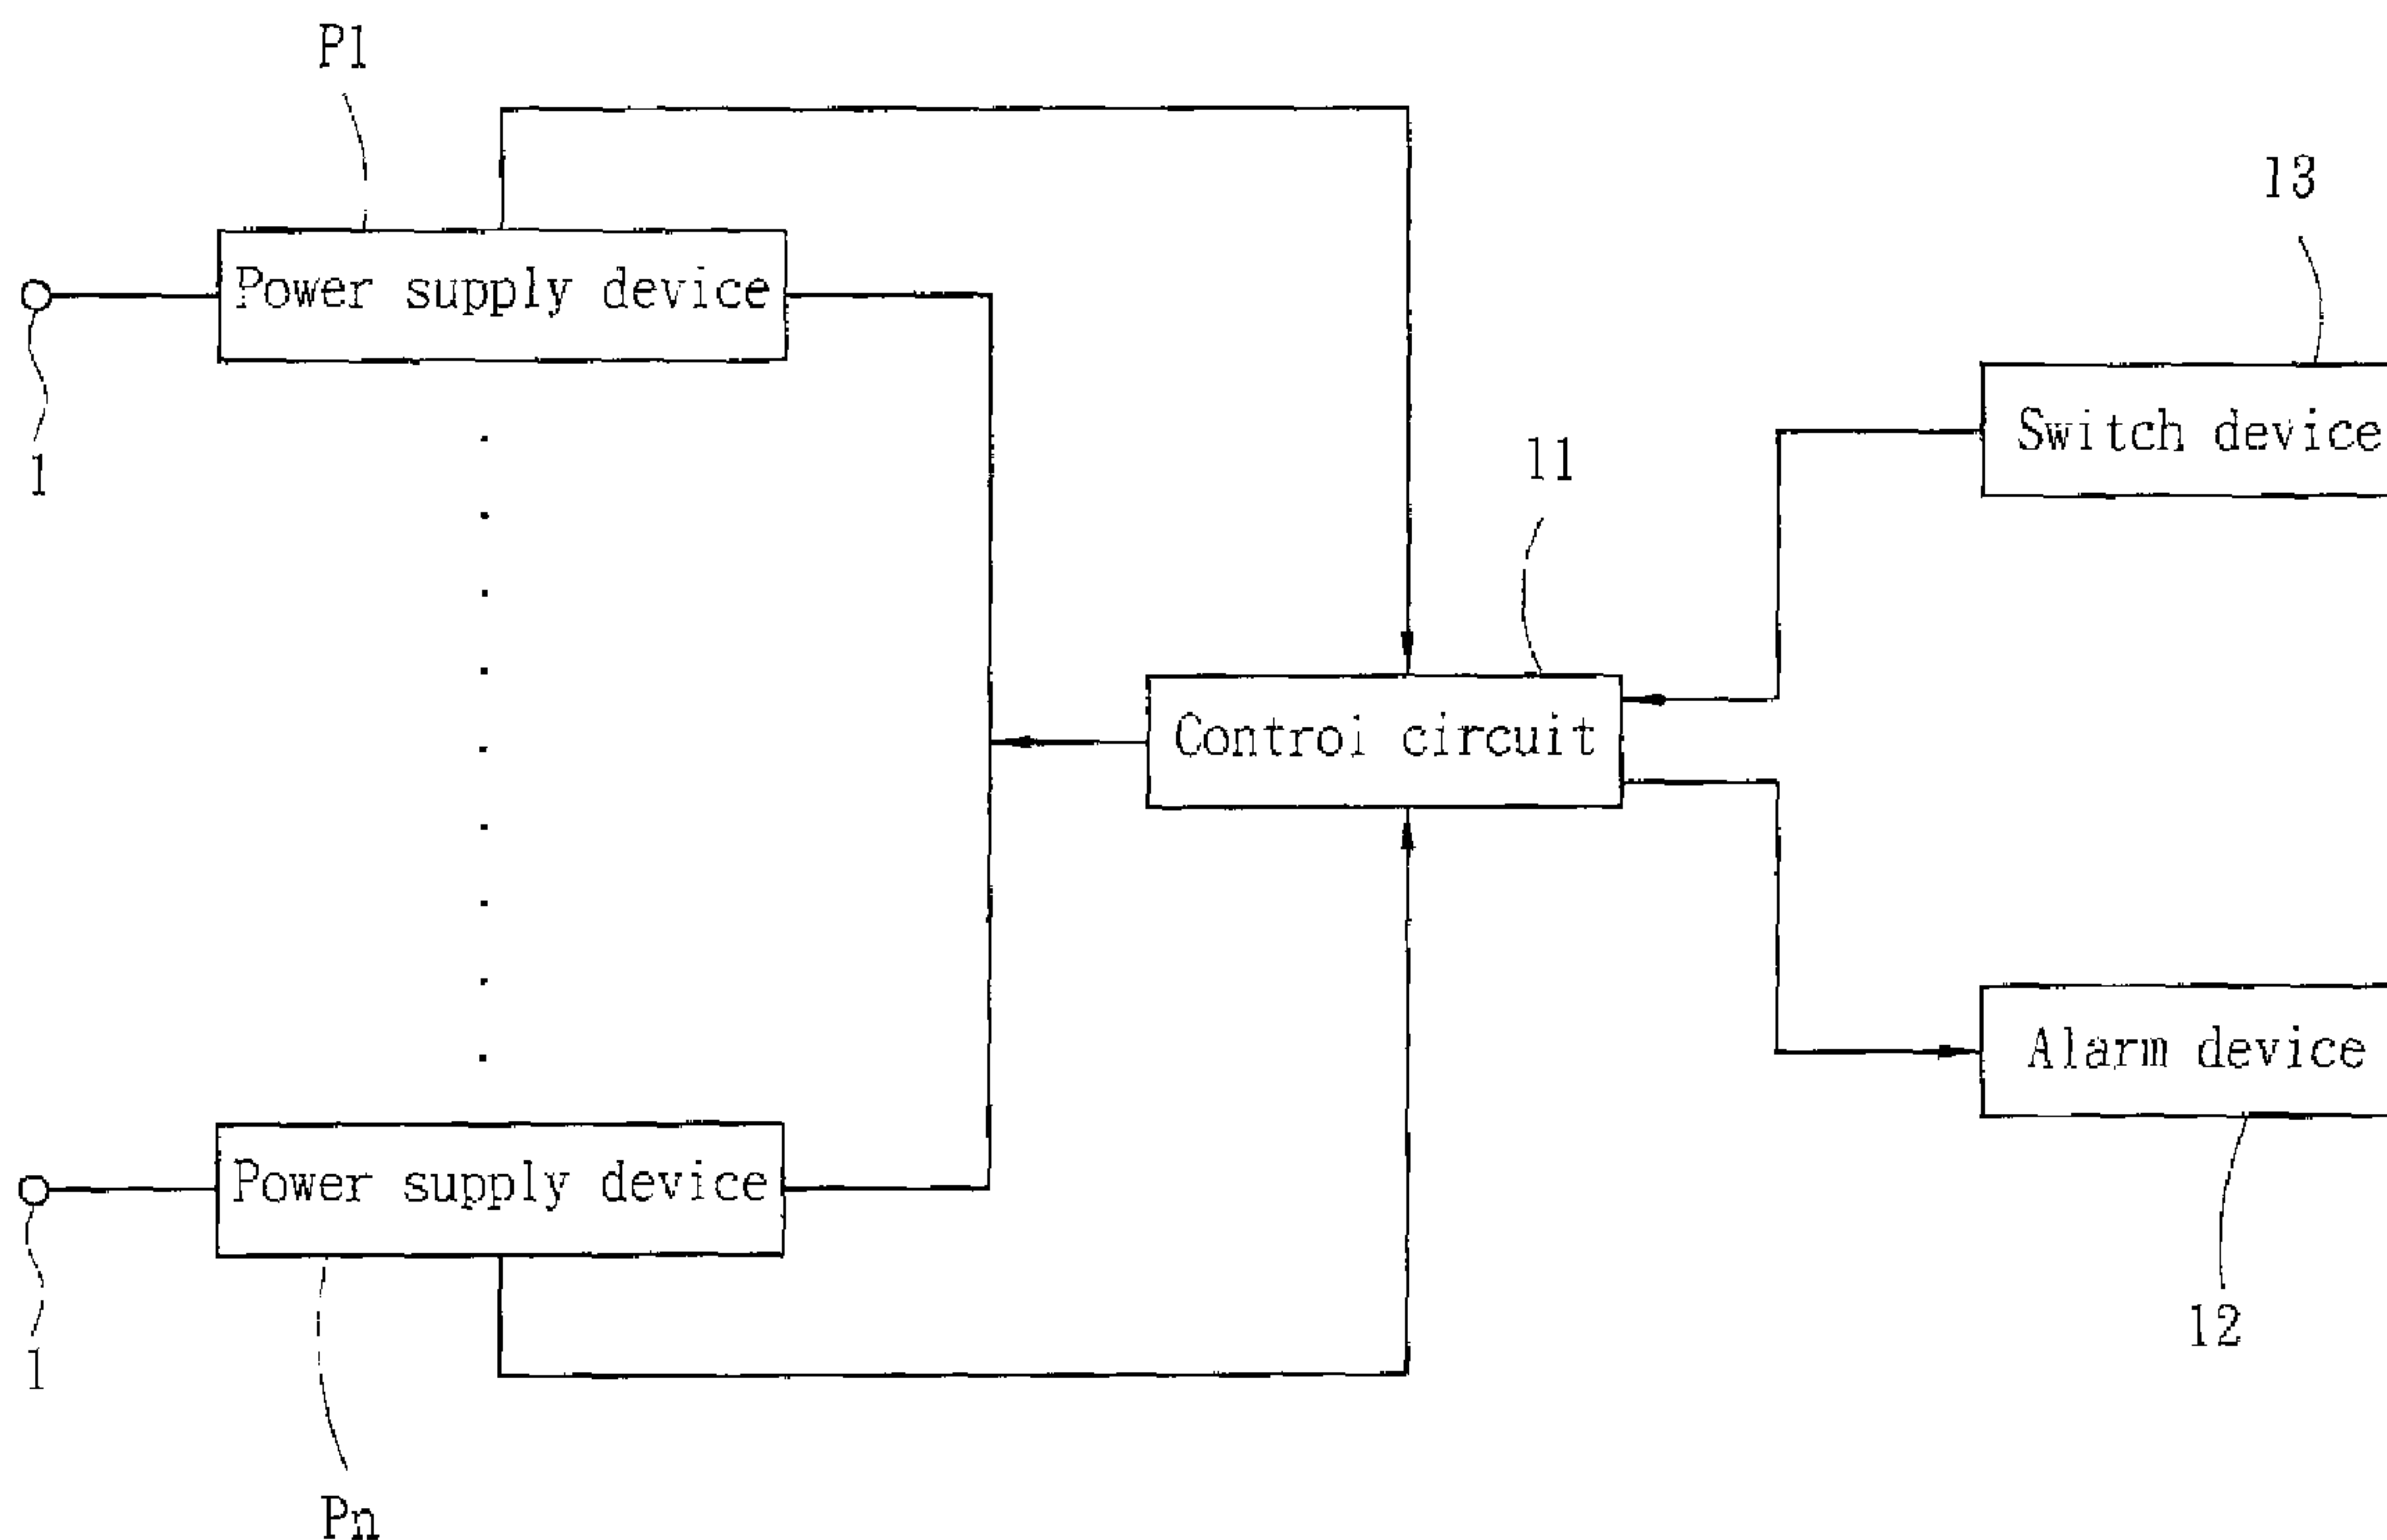 P1
13
Power supply device
Switch device
1
11
Control circuit
Alarm device
Power supply device
12
1
Pn